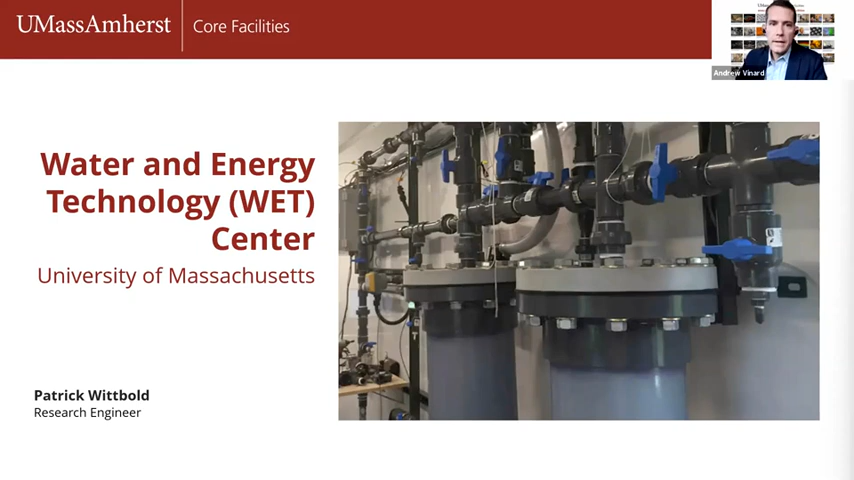 UMassAmherst
Core Facilities
Andrew Vinard
Water and Energy
Technology (WET)
Center
University of Massachusetts
Patrick Wittbold
Research Engineer